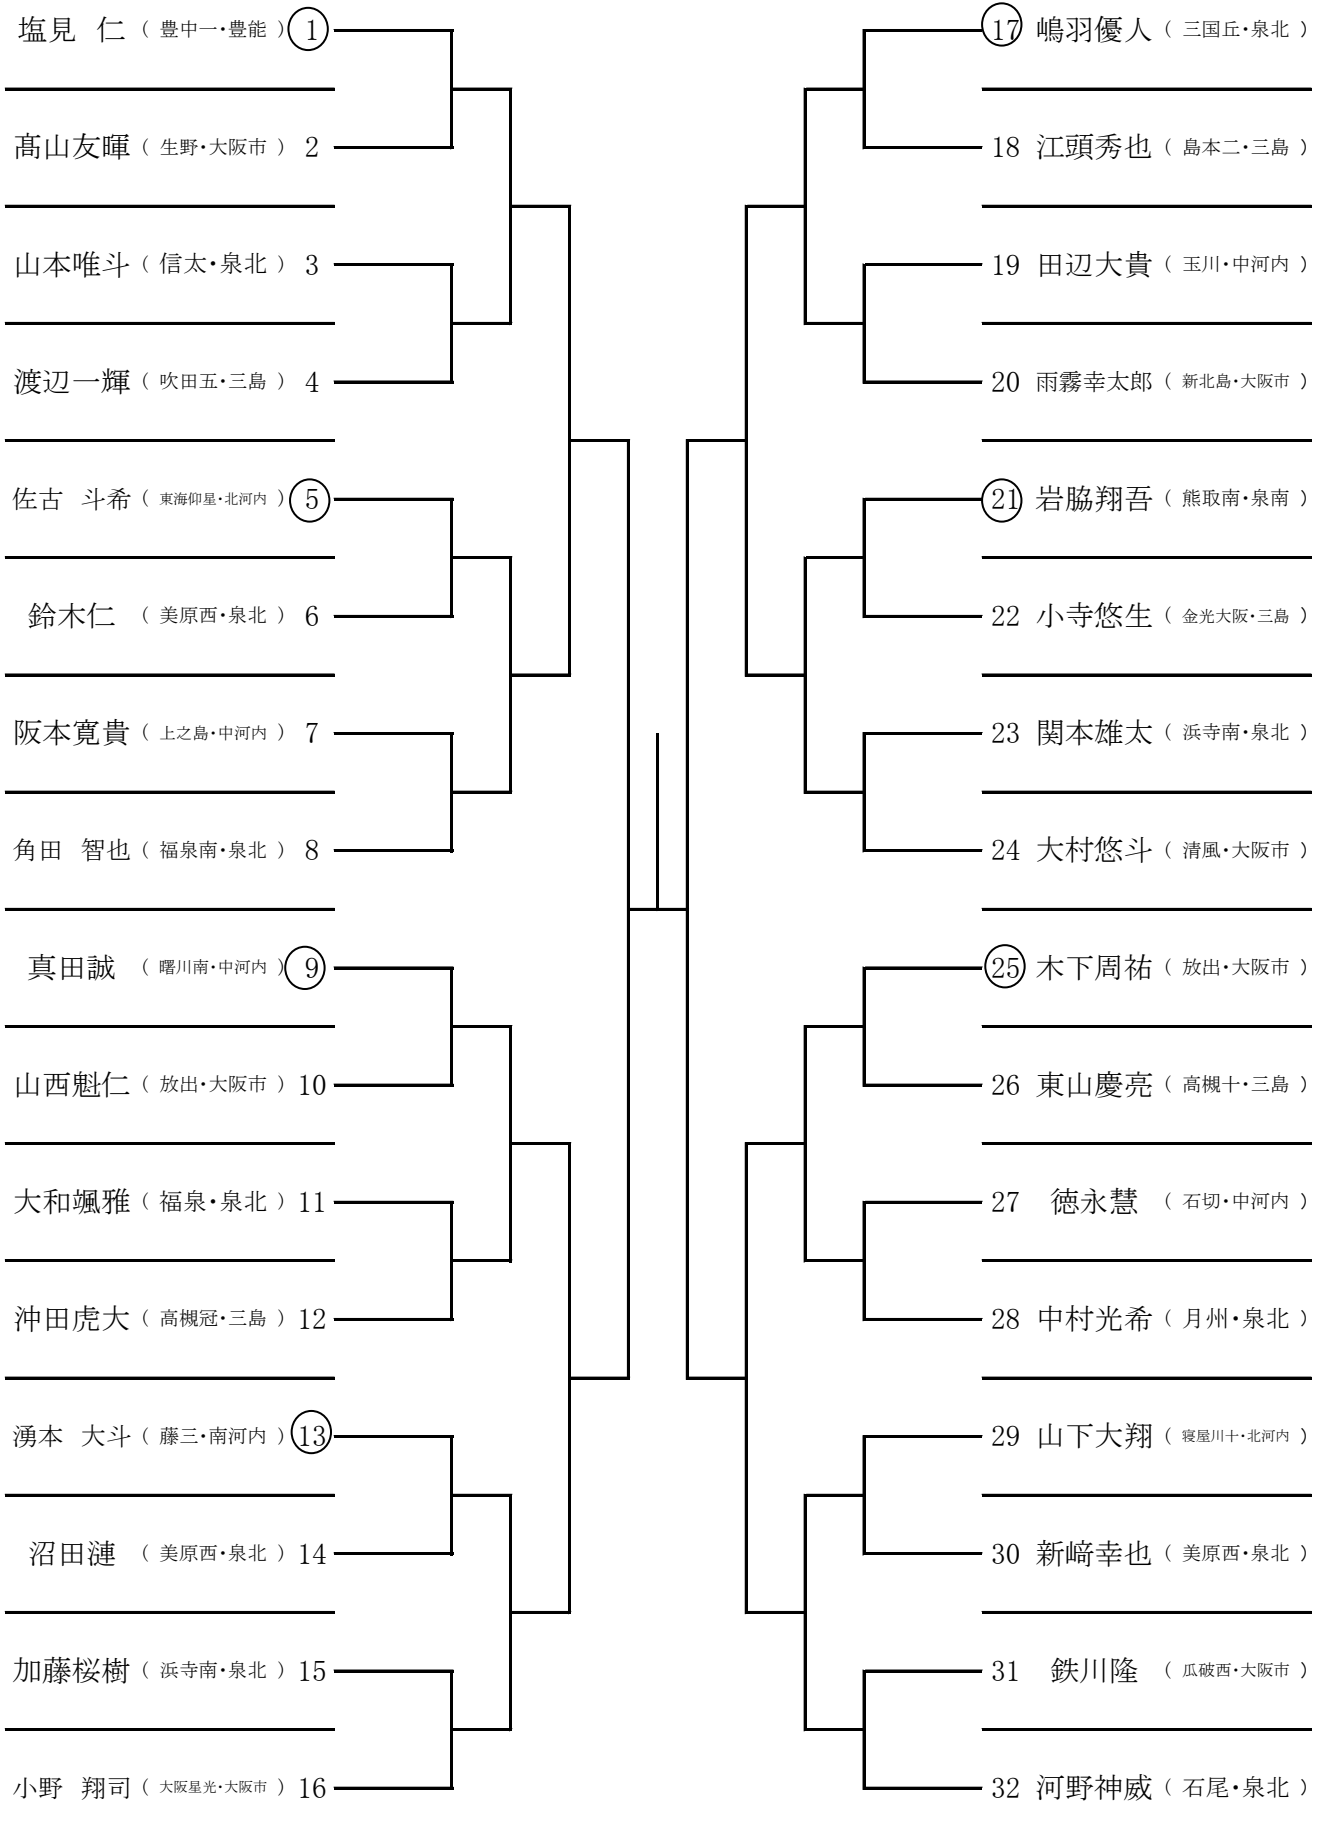 塩見 仁 （ 豊中一・豊能 ） 1
髙山友暉 （ 生野・大阪市 ） 2
山本唯斗 （ 信太・泉北 ） 3
渡辺一輝 （ 吹田五・三島 ） 4
佐古 斗希 （ 東海仰星・北河内 ） 5
鈴木仁 （ 美原西・泉北 ） 6
阪本寛貴 （ 上之島・中河内 ） 7
角田 智也 （ 福泉南・泉北 ） 8
真田誠 （ 曙川南・中河内 ） 9
山西魁仁 （ 放出・大阪市 ） 10
大和颯雅 （ 福泉・泉北 ） 11
沖田虎大 （ 高槻冠・三島 ） 12
湧本 大斗 （ 藤三・南河内 ） 13
沼田漣 （ 美原西・泉北 ） 14
加藤桜樹 （ 浜寺南・泉北 ） 15
小野 翔司 （ 大阪星光・大阪市 ） 16
17 嶋羽優人 （ 三国丘・泉北 ）
18 江頭秀也 （ 島本二・三島 ）
19 田辺大貴 （ 玉川・中河内 ）
20 雨霧幸太郎 （ 新北島・大阪市 ）
21 岩脇翔吾 （ 熊取南・泉南 ）
22 小寺悠生 （ 金光大阪・三島 ）
23 関本雄太 （ 浜寺南・泉北 ）
24 大村悠斗 （ 清風・大阪市 ）
25 木下周祐 （ 放出・大阪市 ）
26 東山慶亮 （ 高槻十・三島 ）
27 徳永慧 （ 石切・中河内 ）
28 中村光希 （ 月州・泉北 ）
29 山下大翔 （ 寝屋川十・北河内 ）
30 新﨑幸也 （ 美原西・泉北 ）
31 鉄川隆 （ 瓜破西・大阪市 ）
32 河野神威 （ 石尾・泉北 ）